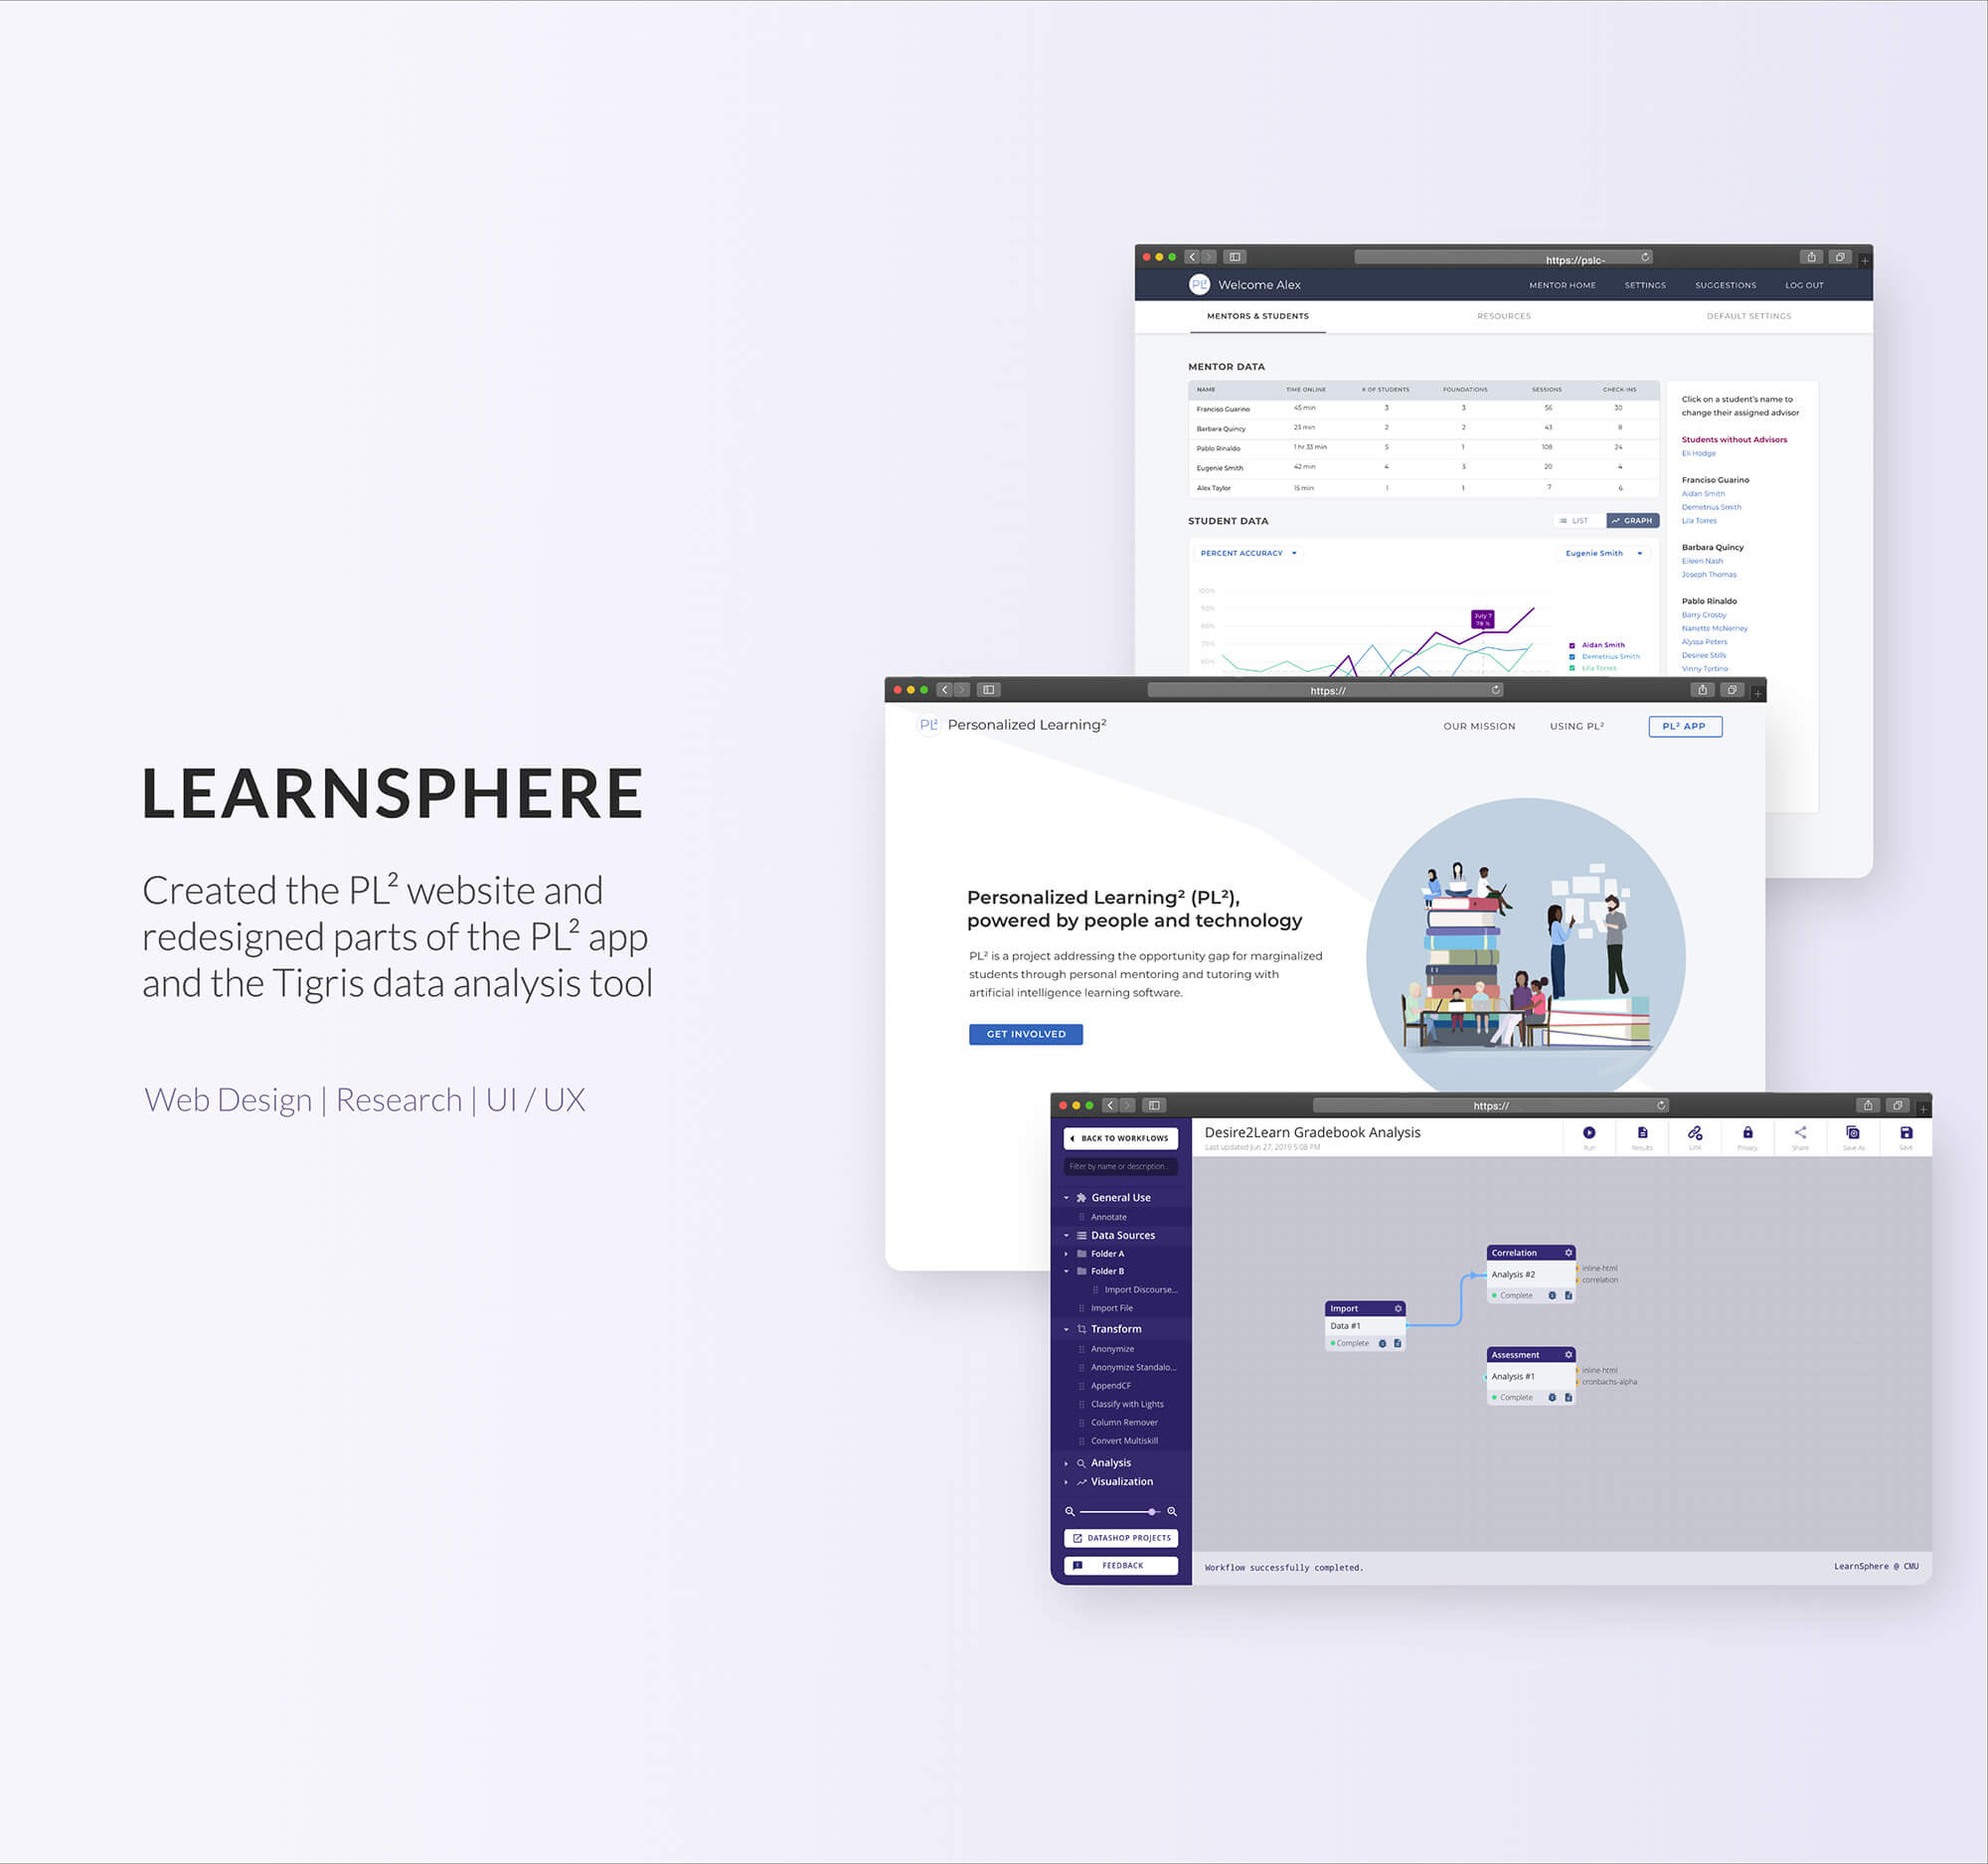 LEARNSPHERE
Created the PL² website and
redesigned parts of the PL² app
and the Tigris data analysis tool
Web Design | Research | UI / UX
https://pslc-
PL² Welcome Alex
MENTOR HOME SETTINGS SUGGESTIONS LOG OUT
MENTORS & STUDENTS RESOURCES DEFAULT SETTINGS
MENTOR DATA
NAME TIME ONLINE # OF STUDENTS FOUNDATIONS SESSIONS CHECK-INS
Franciso Guarino 45 min 3 3 56 30
Barbara Quincy 23 min 2 2 43 8
Pablo Rinaldo 1 hr 33 min 5 1 108 24
Eugenie Smith 42 min 4 3 20 4
Alex Taylor 15 min 1 1 7 6
Click on a student's name to
change their assigned advisor
Students without Advisors
Eli Hodge
Franciso Guarino
Aidan Smith
Demetrius Smith
Lila Torres
Barbara Quincy
Eileen Nash
Joseph Thomas
Pablo Rinaldo
Barry Crosby
Nanette McNerney
Alyssa Peters
Desiree Stills
Vinny Tortino
STUDENT DATA
LIST GRAPH
PERCENT ACCURACY Eugenie Smith
100%
90%
80%
70%
60%
July 7
78 %
Aidan Smith
Demetrius Smith
Lila Torres
https://
PL² Personalized Learning²
OUR MISSION USING PL² PL² APP
Personalized Learning² (PL²),
powered by people and technology
PL² is a project addressing the opportunity gap for marginalized
students through personal mentoring and tutoring with
artificial intelligence learning software.
GET INVOLVED
https://
BACK TO WORKFLOWS
Filter by name or description...
General Use
Annotate
Data Sources
Folder A
Folder B
Import Discourse...
Import File
Transform
Anonymize
Anonymize Standalo...
AppendCF
Classify with Lights
Column Remover
Convert Multiskill
Analysis
Visualization
DATASHOP PROJECTS
FEEDBACK
Desire2Learn Gradebook Analysis
Last updated Jun 27, 2019 5:08 PM
Run Results Link Privacy Share Save As Save
Import
Data #1
Complete
Correlation
Analysis #2
Complete
inline-html
correlation
Assessment
Analysis #1
Complete
inline-html
cronbachs-alpha
Workflow successfully completed.
LearnSphere @ CMU